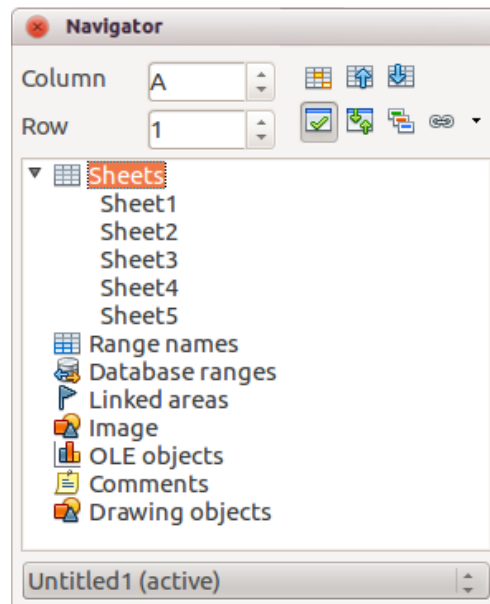 Navigator
Column A
Row 1
Sheets
Sheet1
Sheet2
Sheet3
Sheet4
Sheet5
Range names
Database ranges
Linked areas
Image
OLE objects
Comments
Drawing objects
Untitled1 (active)